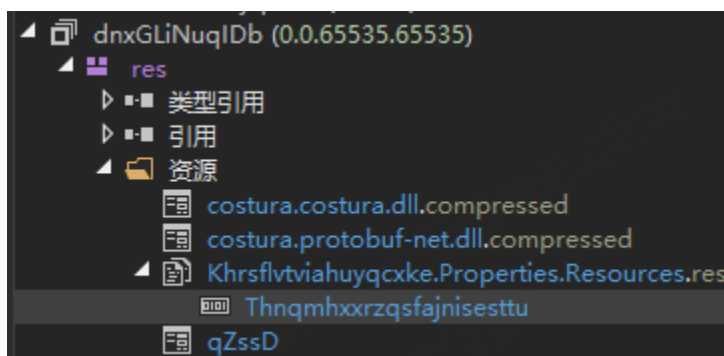 dnxGLiNuqIDb (0.0.65535.65535)
res
类型引用
引用
资源
costura.costura.dll.compressed
costura.protobuf-net.dll.compressed
Khrsflvtviahuyqcxke.Properties.Resources.res
Thnqmhxxrzqsfajnisesttu
qZssD